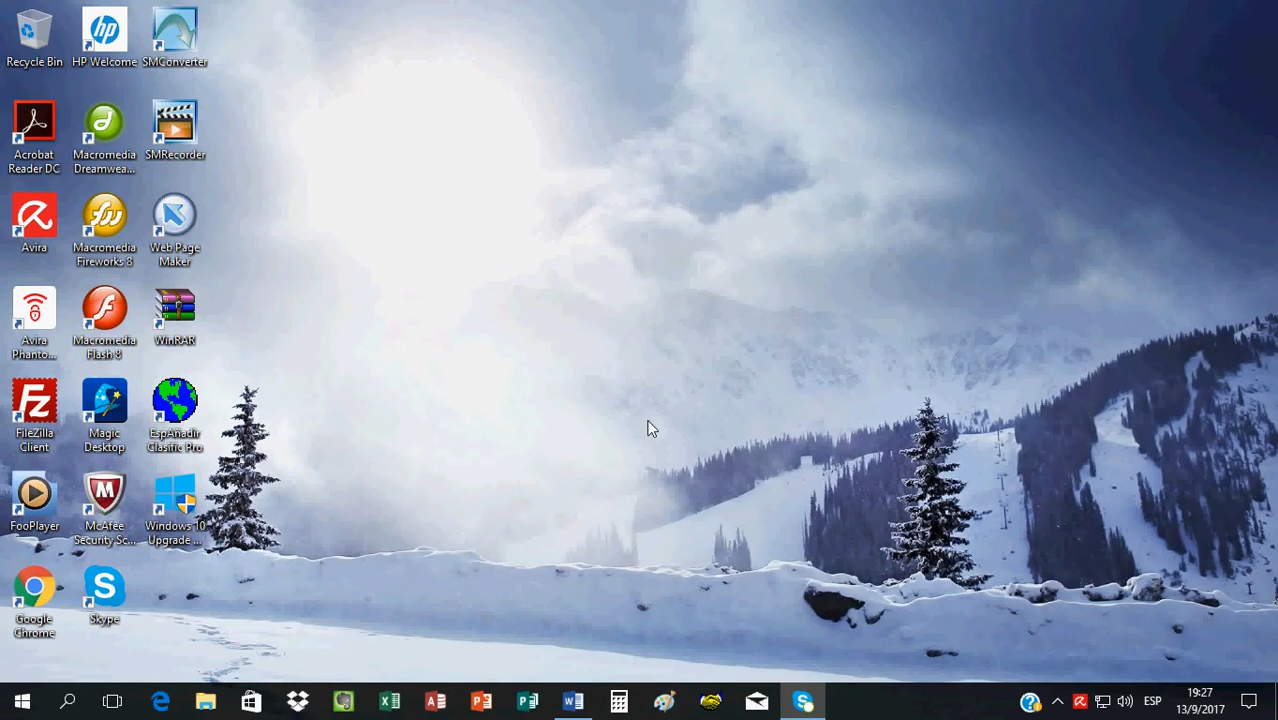 Recycle Bin
HP Welcome
SMConverter
Acrobat
Reader DC
Macromedia
Dreamwea...
SMRecorder
Avira
Macromedia
Fireworks 8
Web Page
Maker
Avira
Phanto...
Macromedia
Flash 8
WinRAR
FileZilla
Client
Magic
Desktop
EspAñadir
Clasific Pro
FooPlayer
McAfee
Security Sc...
Windows 10
Upgrade ...
Google
Chrome
Skype
ESP
19:27
13/9/2017